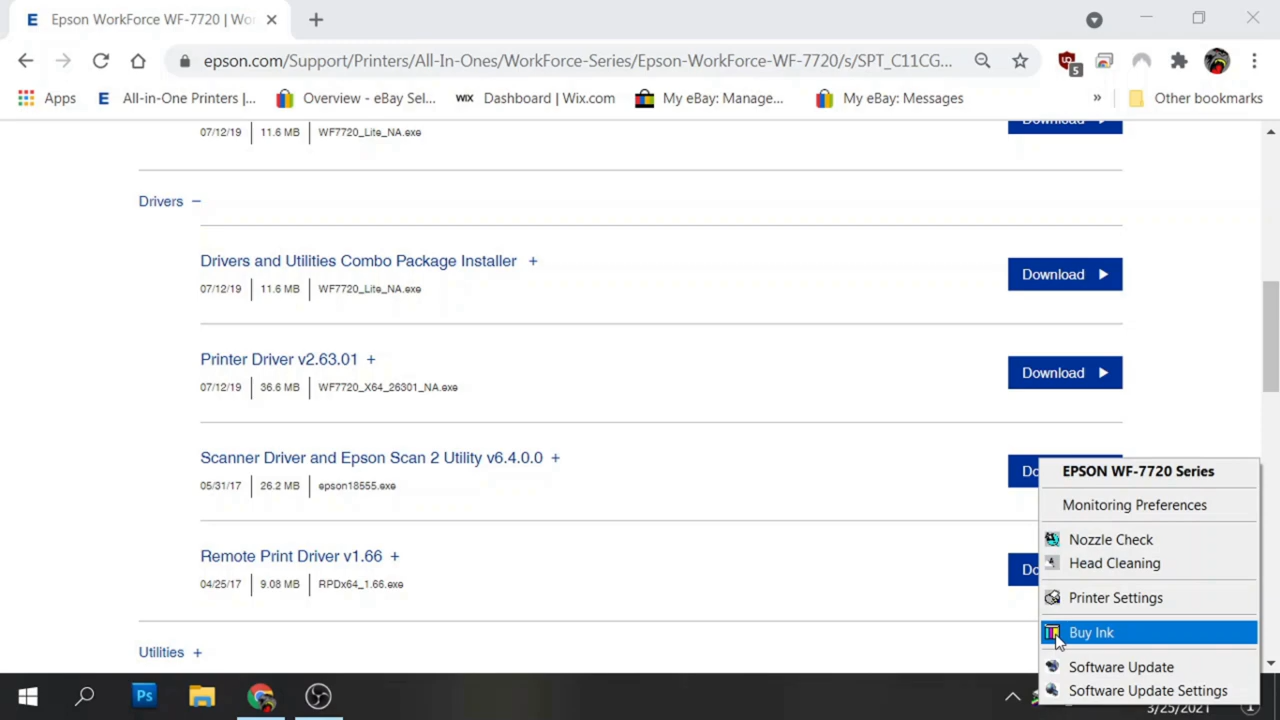 E Epson WorkForce WF-7720 | Wo
epson.com/Support/Printers/All-In-Ones/WorkForce-Series/Epson-WorkForce-WF-7720/s/SPT_C11CG...
5
Apps
E All-in-One Printers |...
Overview - eBay Sel...
WIX Dashboard | Wix.com
My eBay: Manage...
My eBay: Messages
»
Other bookmarks
07/12/19 | 11.6 MB | WF7720_Lite_NA.exe
Download
Drivers −
Drivers and Utilities Combo Package Installer +
07/12/19 | 11.6 MB | WF7720_Lite_NA.exe
Download
Printer Driver v2.63.01 +
07/12/19 | 36.6 MB | WF7720_X64_26301_NA.exe
Download
Scanner Driver and Epson Scan 2 Utility v6.4.0.0 +
05/31/17 | 26.2 MB | epson18555.exe
Do
Remote Print Driver v1.66 +
04/25/17 | 9.08 MB | RPDx64_1.66.exe
Do
Utilities +
EPSON WF-7720 Series
Monitoring Preferences
Nozzle Check
Head Cleaning
Printer Settings
Buy Ink
Software Update
Software Update Settings
Ps
3/25/2021
1